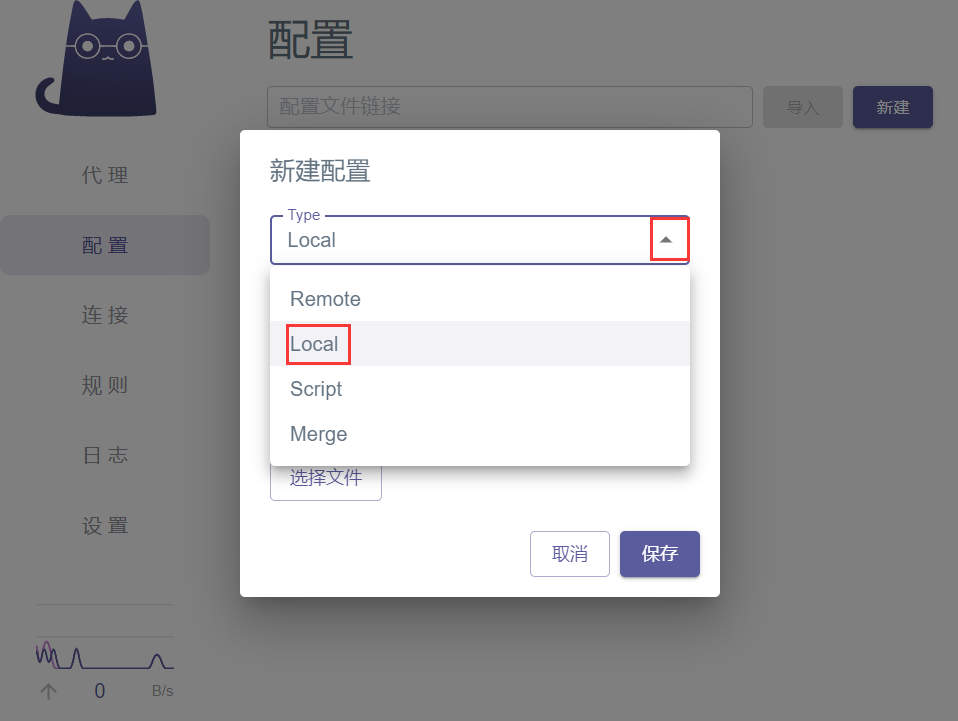 配置
配置文件链接
导入
新建
代理
配置
连接
规则
日志
设置
0
B/s
新建配置
Type
Local
Remote
Local
Script
Merge
选择文件
取消
保存